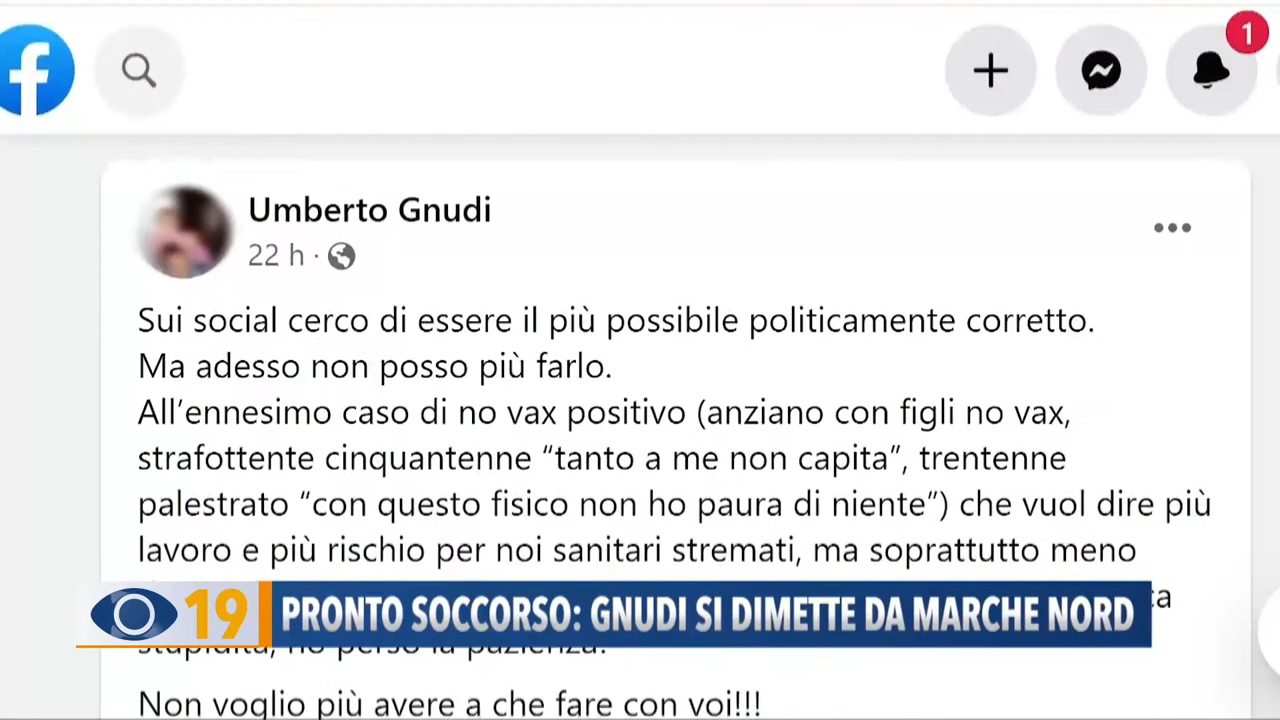 1
Umberto Gnudi
22 h ·
Sui social cerco di essere il più possibile politicamente corretto.
Ma adesso non posso più farlo.
All’ennesimo caso di no vax positivo (anziano con figli no vax,
strafottente cinquantenne “tanto a me non capita”, trentenne
palestrato “con questo fisico non ho paura di niente”) che vuol dire più
lavoro e più rischio per noi sanitari stremati, ma soprattutto meno
19 PRONTO SOCCORSO: GNUDI SI DIMETTE DA MARCHE NORD
stupidità, ho perso la pazienza.
Non voglio più avere a che fare con voi!!!